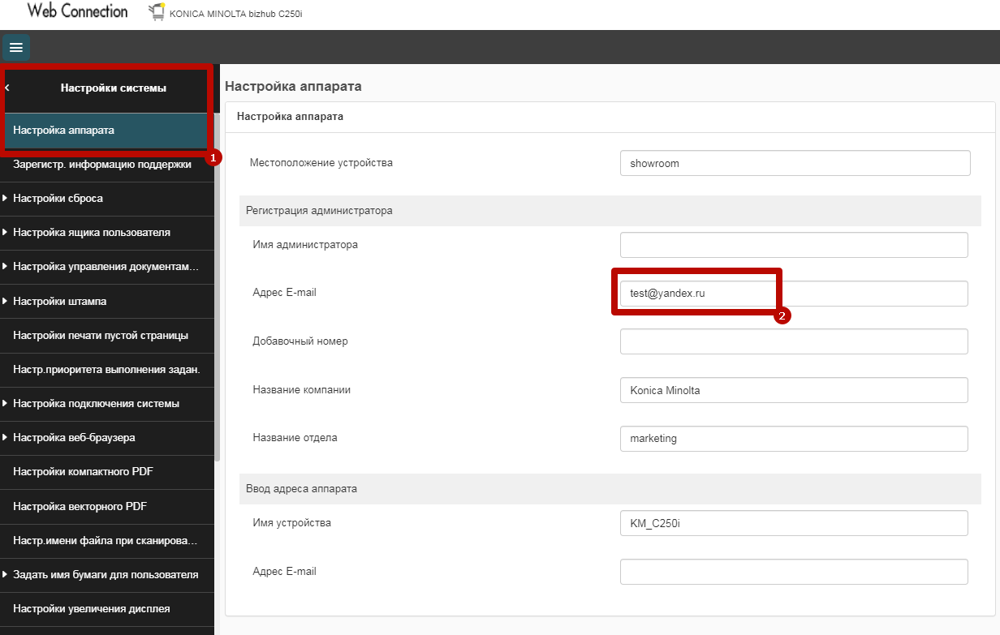 Web Connection
KONICA MINOLTA bizhub C250i
Настройки системы
Настройка аппарата
1
Зарегистр. информацию поддержки
Настройки сброса
Настройка ящика пользователя
Настройка управления документам...
Настройки штампа
Настройки печати пустой страницы
Настр.приоритета выполнения задан.
Настройка подключения системы
Настройка веб-браузера
Настройки компактного PDF
Настройка векторного PDF
Настр.имени файла при сканирова...
Задать имя бумаги для пользователя
Настройки увеличения дисплея
Настройка аппарата
Настройка аппарата
Местоположение устройства showroom
Регистрация администратора
Имя администратора
Адрес E-mail test@yandex.ru
2
Добавочный номер
Название компании Konica Minolta
Название отдела marketing
Ввод адреса аппарата
Имя устройства KM_C250i
Адрес E-mail